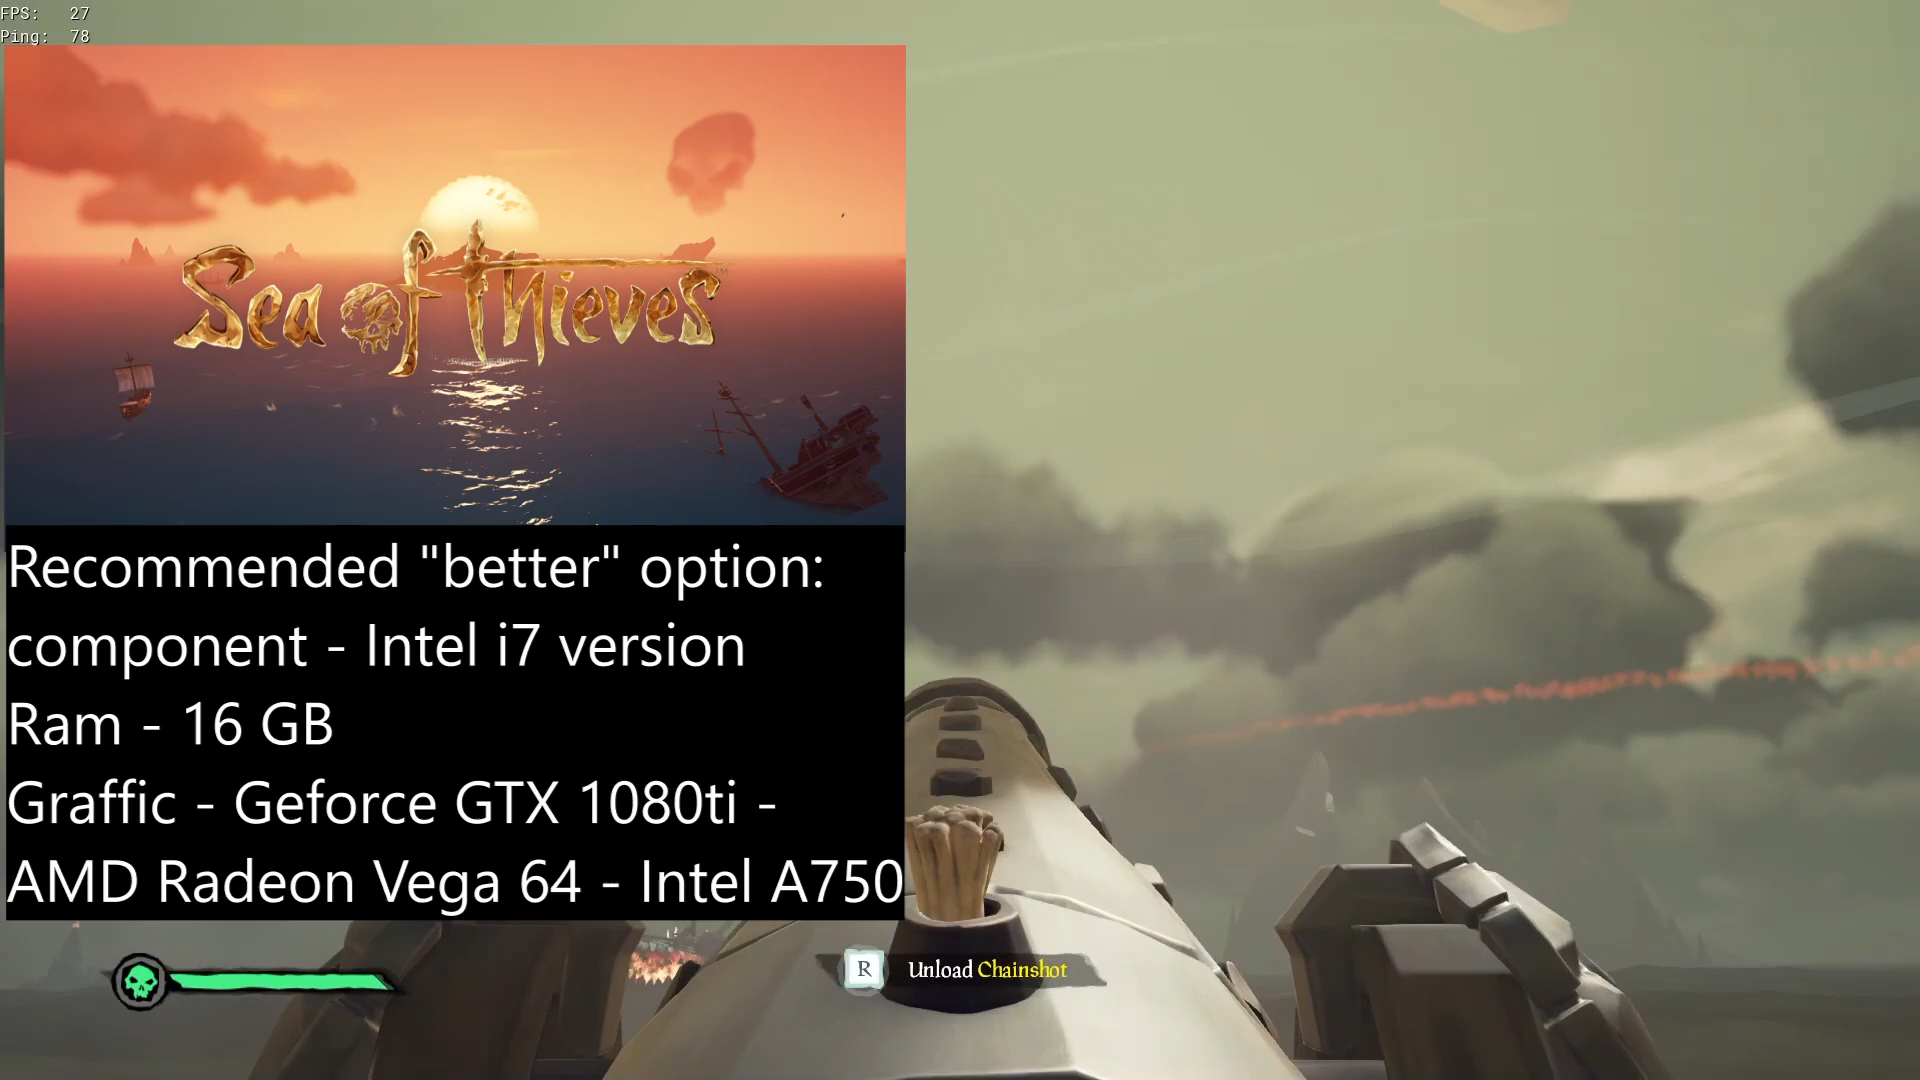 FPS: 27
Ping: 78
Sea of Thieves™
Recommended "better" option:
component - Intel i7 version
Ram - 16 GB
Graffic - Geforce GTX 1080ti -
AMD Radeon Vega 64 - Intel A750
R Unload Chainshot